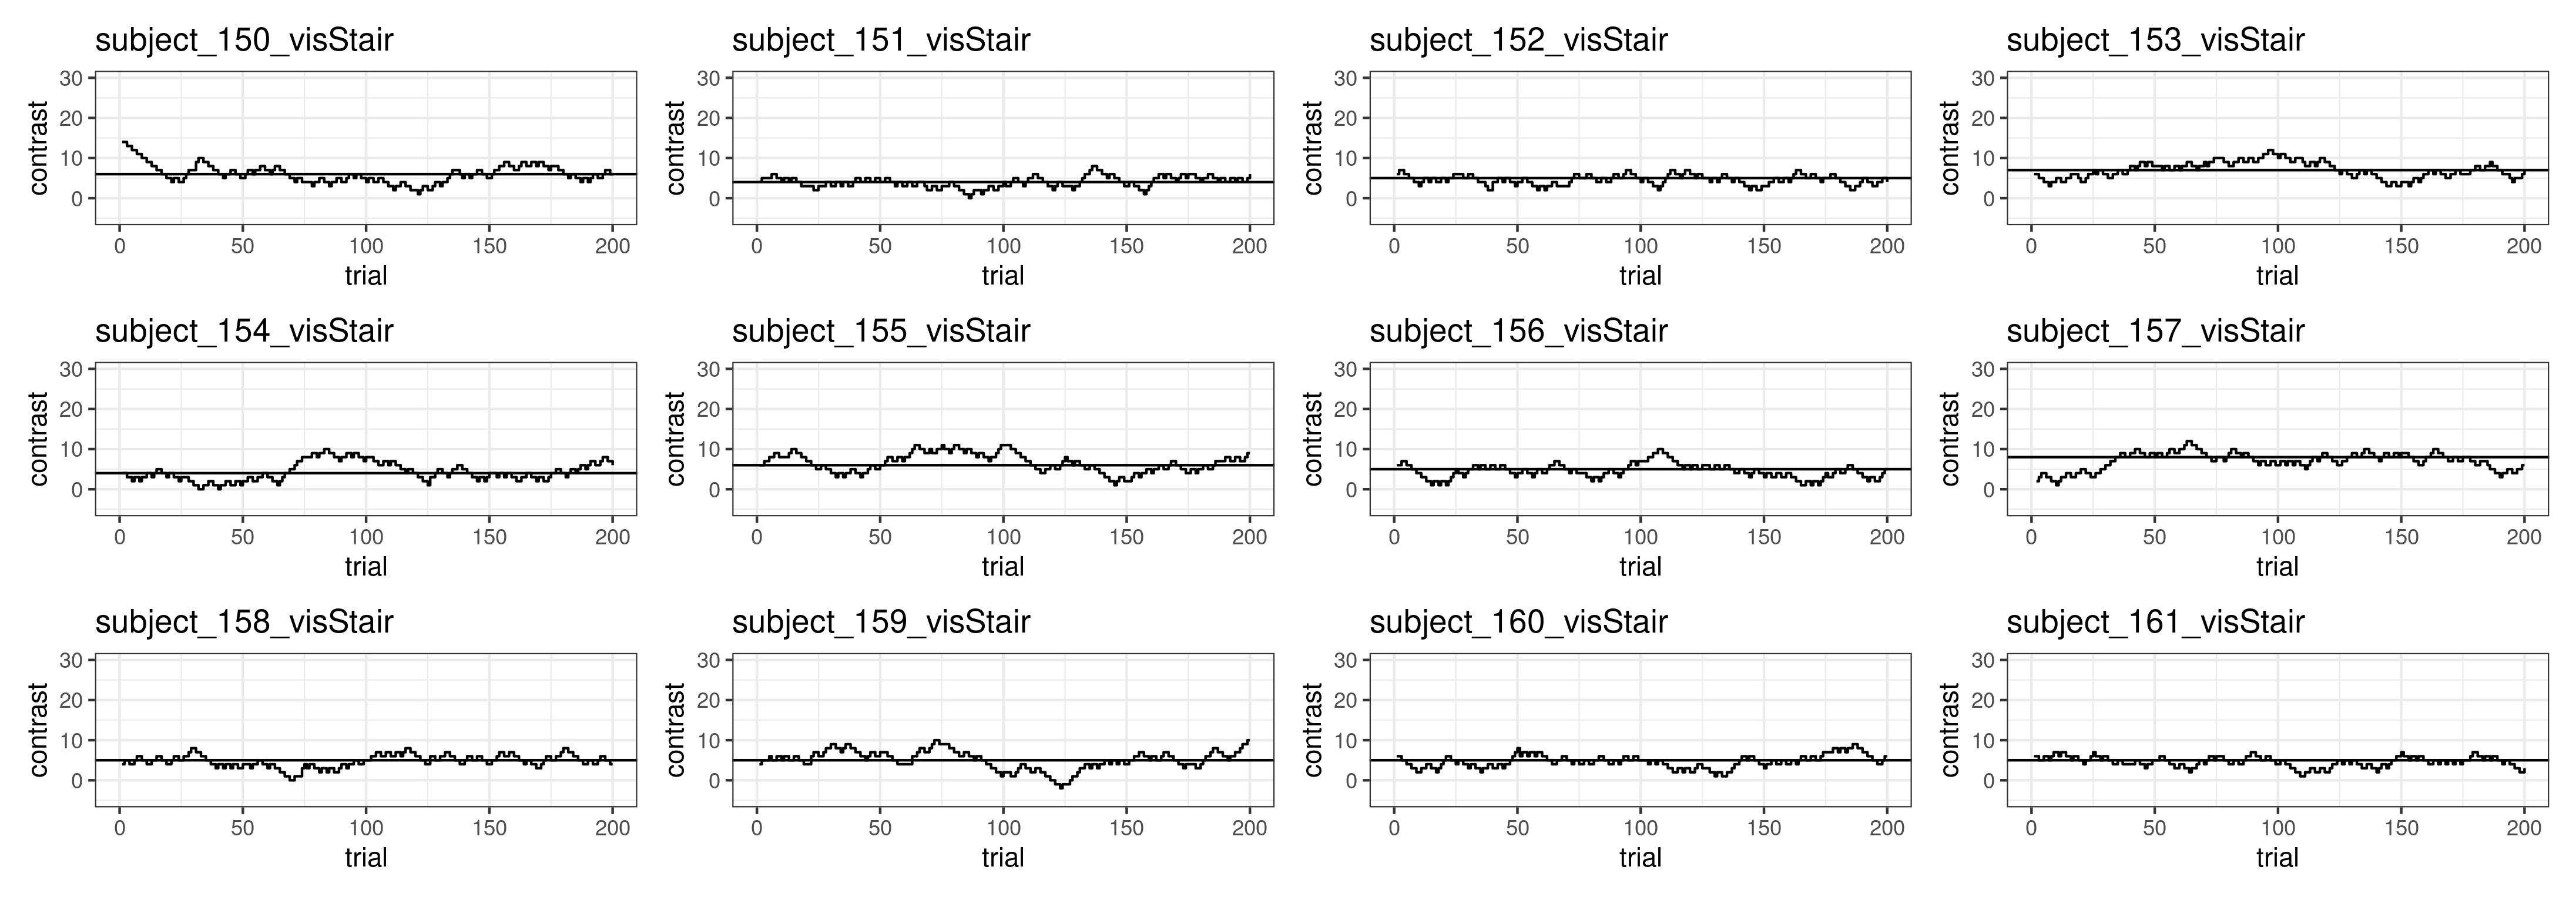 subject_150_visStair
subject_151_visStair
subject_152_visStair
subject_153_visStair
30
20
10
0
contrast
0 50 100 150 200
trial
30
20
10
0
contrast
0 50 100 150 200
trial
30
20
10
0
contrast
0 50 100 150 200
trial
30
20
10
0
contrast
0 50 100 150 200
trial
subject_154_visStair
subject_155_visStair
subject_156_visStair
subject_157_visStair
30
20
10
0
contrast
0 50 100 150 200
trial
30
20
10
0
contrast
0 50 100 150 200
trial
30
20
10
0
contrast
0 50 100 150 200
trial
30
20
10
0
contrast
0 50 100 150 200
trial
subject_158_visStair
subject_159_visStair
subject_160_visStair
subject_161_visStair
30
20
10
0
contrast
0 50 100 150 200
trial
30
20
10
0
contrast
0 50 100 150 200
trial
30
20
10
0
contrast
0 50 100 150 200
trial
30
20
10
0
contrast
0 50 100 150 200
trial